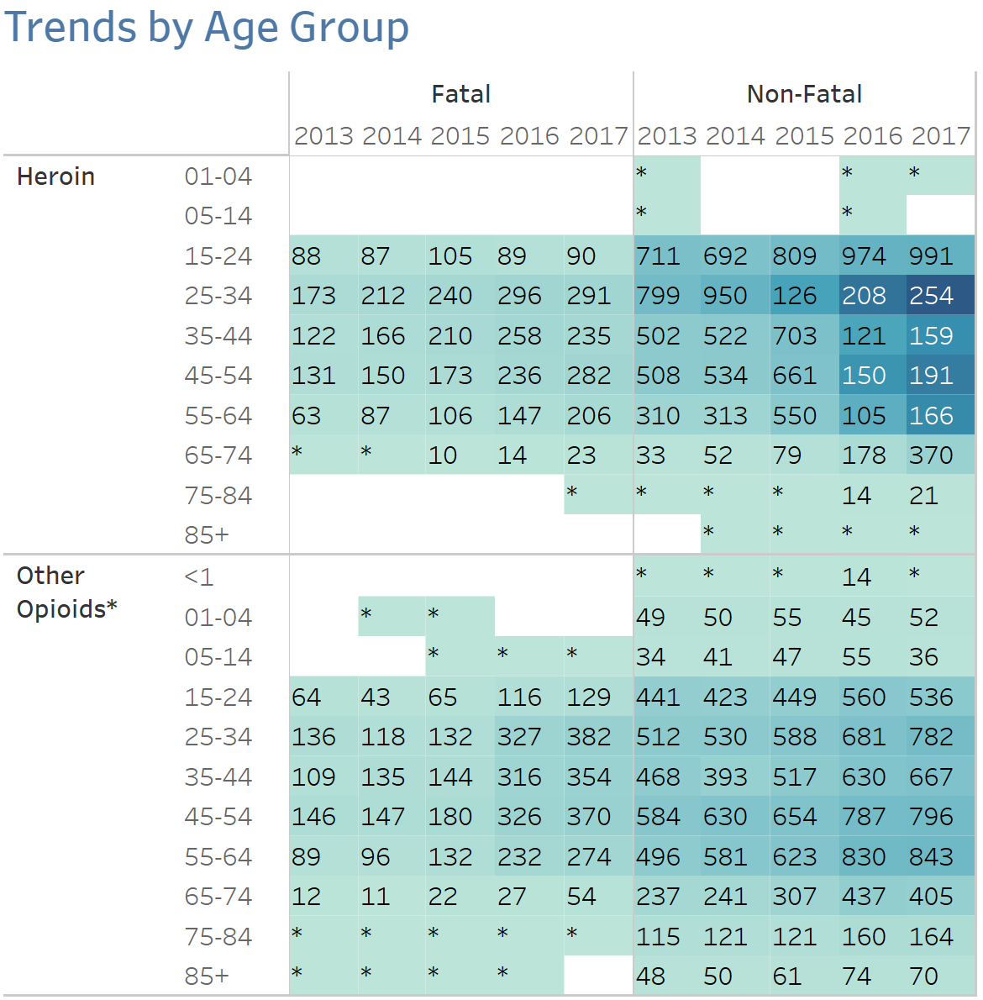 Trends by Age Group
Fatal Non-Fatal
2013 2014 2015 2016 2017 2013 2014 2015 2016 2017
Heroin 01-04 * * *
05-14 * *
15-24 88 87 105 89 90 711 692 809 974 991
25-34 173 212 240 296 291 799 950 126 208 254
35-44 122 166 210 258 235 502 522 703 121 159
45-54 131 150 173 236 282 508 534 661 150 191
55-64 63 87 106 147 206 310 313 550 105 166
65-74 * * 10 14 23 33 52 79 178 370
75-84 * * * * 14 21
85+ * * * *
Other <1 * * * 14 *
Opioids* 01-04 * * 49 50 55 45 52
05-14 * * * 34 41 47 55 36
15-24 64 43 65 116 129 441 423 449 560 536
25-34 136 118 132 327 382 512 530 588 681 782
35-44 109 135 144 316 354 468 393 517 630 667
45-54 146 147 180 326 370 584 630 654 787 796
55-64 89 96 132 232 274 496 581 623 830 843
65-74 12 11 22 27 54 237 241 307 437 405
75-84 * * * * * 115 121 121 160 164
85+ * * * * 48 50 61 74 70